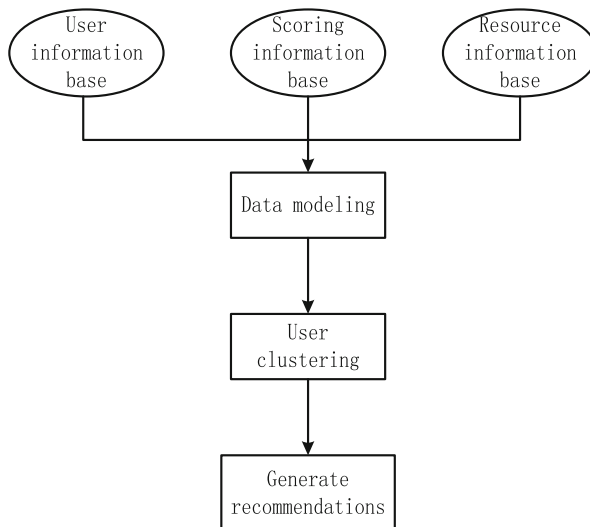 User
information
base
Scoring
information
base
Resource
information
base
Data modeling
User
clustering
Generate
recommendations